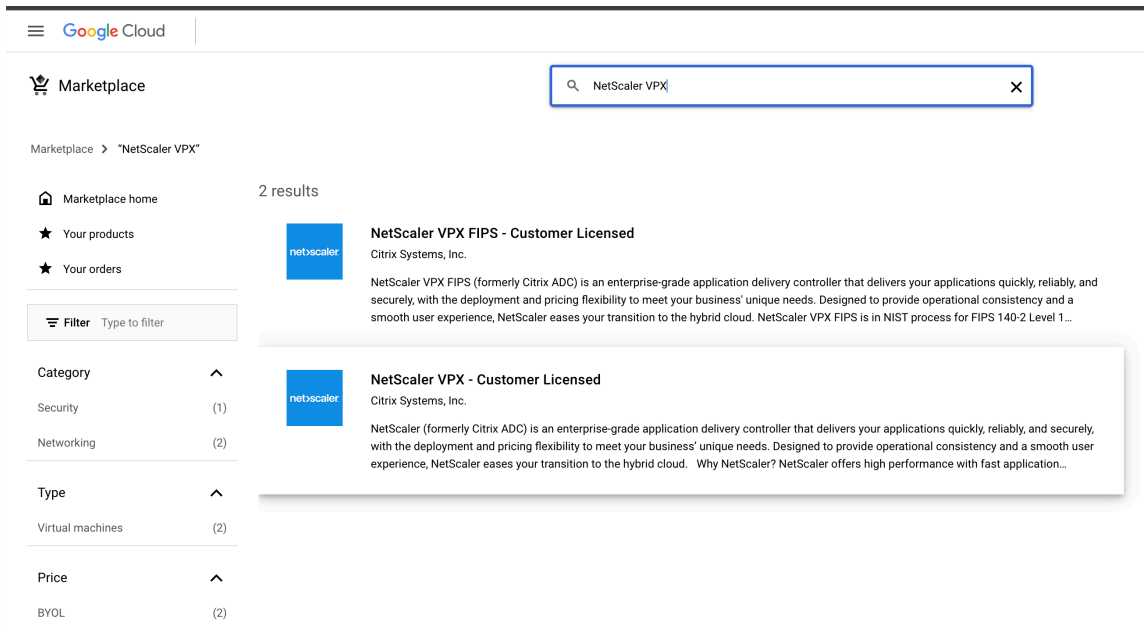 Google Cloud
Marketplace
NetScaler VPX
Marketplace > “NetScaler VPX”
Marketplace home
Your products
Your orders
Filter Type to filter
Category
Security (1)
Networking (2)
Type
Virtual machines (2)
Price
BYOL (2)
2 results
net>scaler.
NetScaler VPX FIPS - Customer Licensed
Citrix Systems, Inc.
NetScaler VPX FIPS (formerly Citrix ADC) is an enterprise-grade application delivery controller that delivers your applications quickly, reliably, and
securely, with the deployment and pricing flexibility to meet your business' unique needs. Designed to provide operational consistency and a
smooth user experience, NetScaler eases your transition to the hybrid cloud. NetScaler VPX FIPS is in NIST process for FIPS 140-2 Level 1...
net>scaler.
NetScaler VPX - Customer Licensed
Citrix Systems, Inc.
NetScaler (formerly Citrix ADC) is an enterprise-grade application delivery controller that delivers your applications quickly, reliably, and securely,
with the deployment and pricing flexibility to meet your business’ unique needs. Designed to provide operational consistency and a smooth user
experience, NetScaler eases your transition to the hybrid cloud. Why NetScaler? NetScaler offers high performance with fast application...